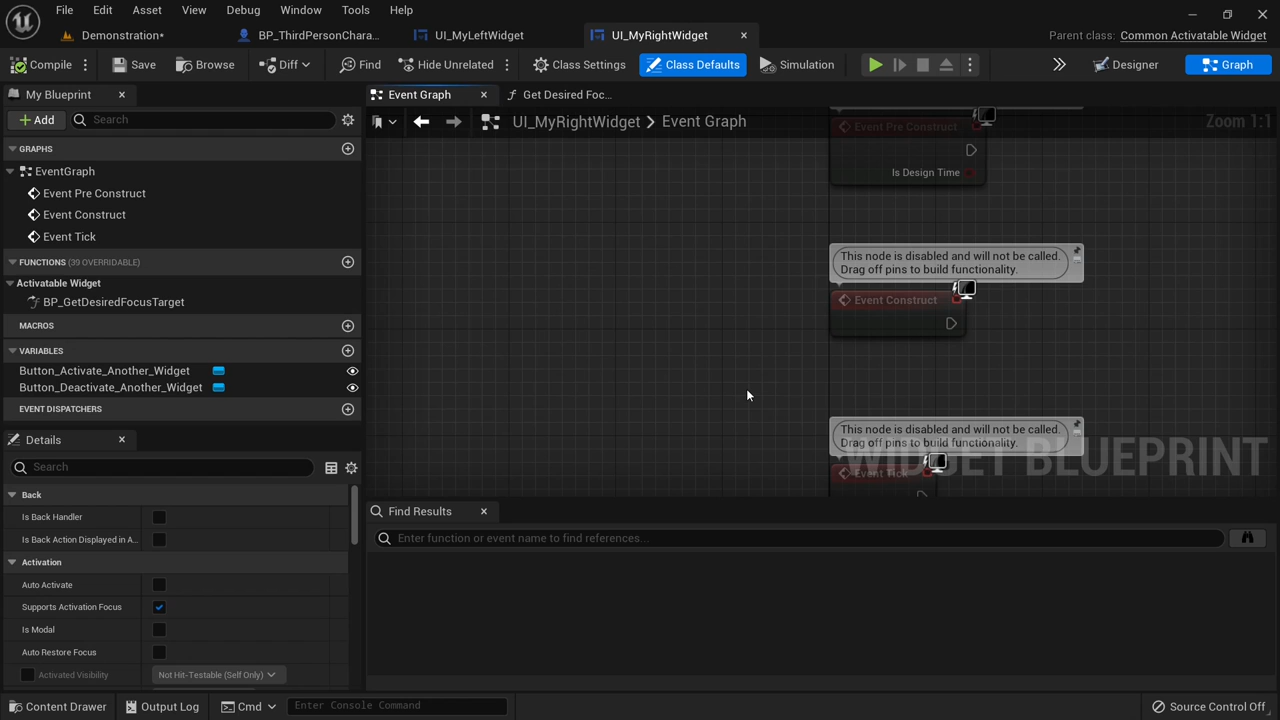 File Edit Asset View Debug Window Tools Help
Demonstration* BP_ThirdPersonChara... UI_MyLeftWidget UI_MyRightWidget Parent class: Common Activatable Widget
Compile Save Browse Diff Find Hide Unrelated Class Settings Class Defaults Simulation Designer Graph
My Blueprint
Event Graph Get Desired Foc...
Add Search
UI_MyRightWidget > Event Graph Zoom 1:1
GRAPHS
EventGraph
Event Pre Construct
Event Construct
Event Tick
FUNCTIONS (39 OVERRIDABLE)
Activatable Widget
BP_GetDesiredFocusTarget
MACROS
VARIABLES
Button_Activate_Another_Widget
Button_Deactivate_Another_Widget
EVENT DISPATCHERS
Event Pre Construct
Is Design Time
This node is disabled and will not be called.
Drag off pins to build functionality.
Event Construct
This node is disabled and will not be called.
Drag off pins to build functionality.
Event Tick
WIDGET BLUEPRINT
Details
Search
Back
Is Back Handler
Is Back Action Displayed in A...
Activation
Auto Activate
Supports Activation Focus
Is Modal
Auto Restore Focus
Activated Visibility Not Hit-Testable (Self Only)
Find Results
Enter function or event name to find references...
Content Drawer Output Log Cmd Enter Console Command Source Control Off